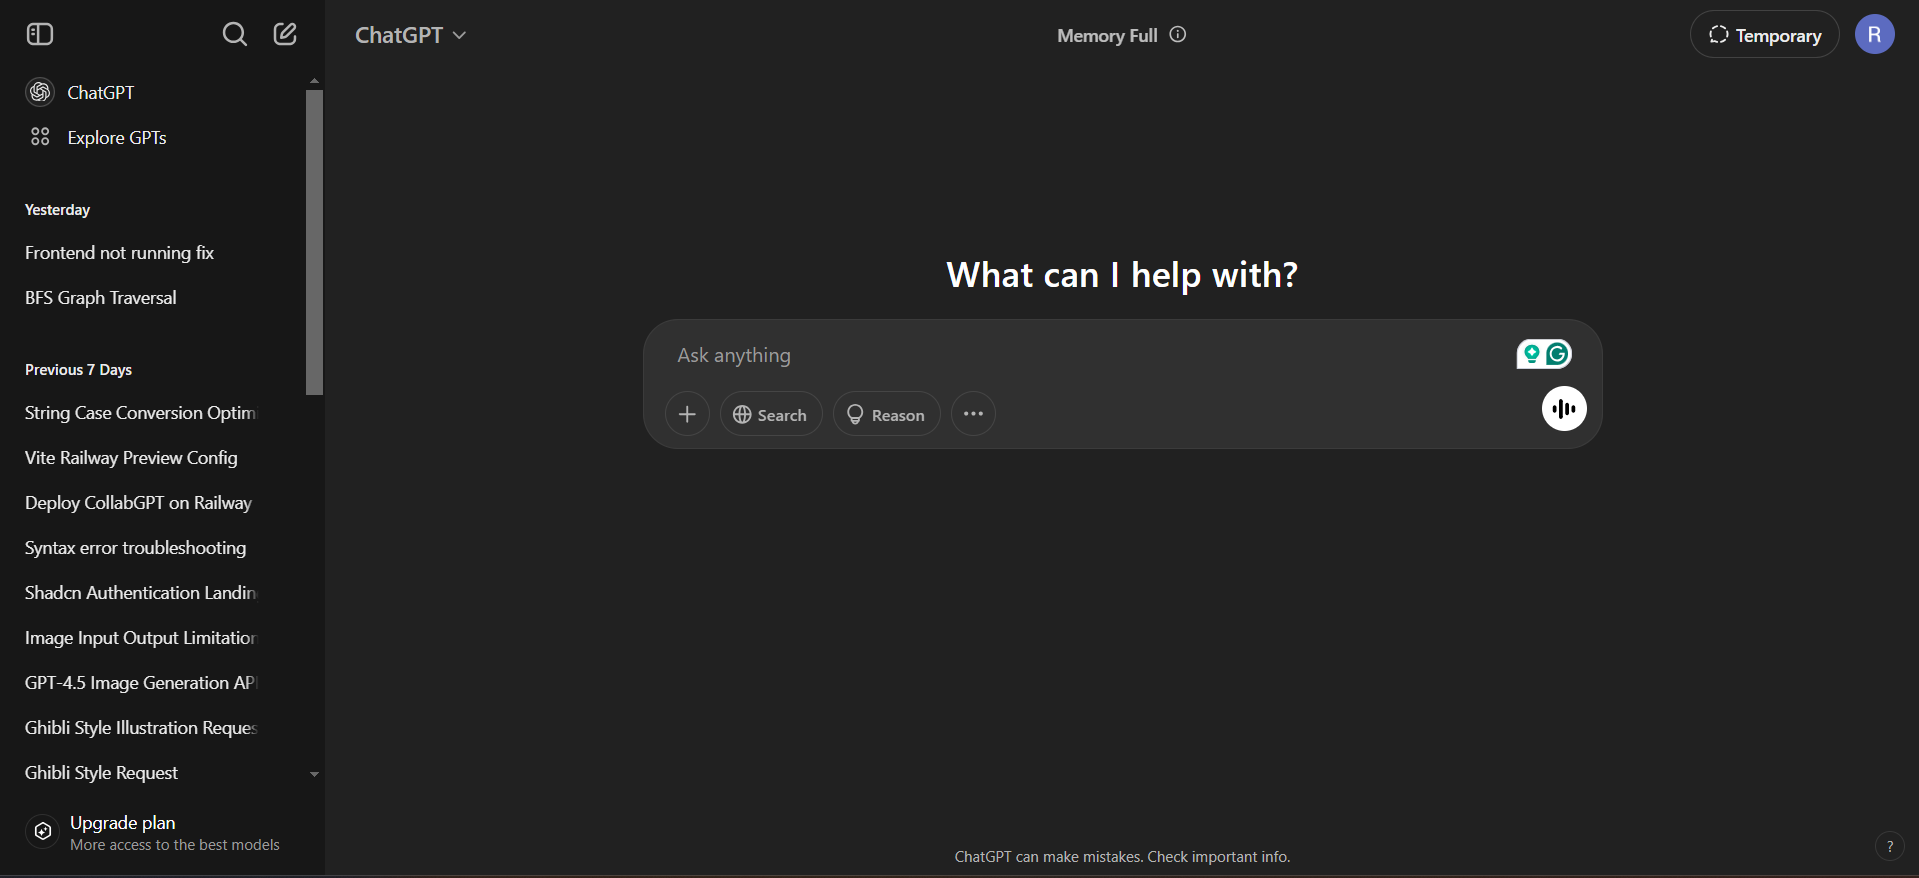 ChatGPT
Explore GPTs
Yesterday
Frontend not running fix
BFS Graph Traversal
Previous 7 Days
String Case Conversion Optimi
Vite Railway Preview Config
Deploy CollabGPT on Railway
Syntax error troubleshooting
Shadcn Authentication Landin
Image Input Output Limitation
GPT-4.5 Image Generation API
Ghibli Style Illustration Reques
Ghibli Style Request
Upgrade plan
More access to the best models
ChatGPT
Memory Full
Temporary
R
What can I help with?
Ask anything
G
Search
Reason
ChatGPT can make mistakes. Check important info.
?